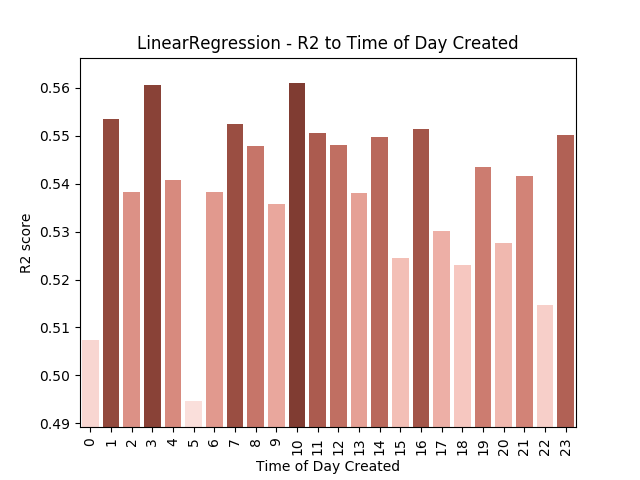 LinearRegression - R2 to Time of Day Created
0.56
0.55
0.54
0.53
0.52
0.51
0.50
0.49
R2 score
0 1 2 3 4 5 6 7 8 9 10 11 12 13 14 15 16 17 18 19 20 21 22 23
Time of Day Created